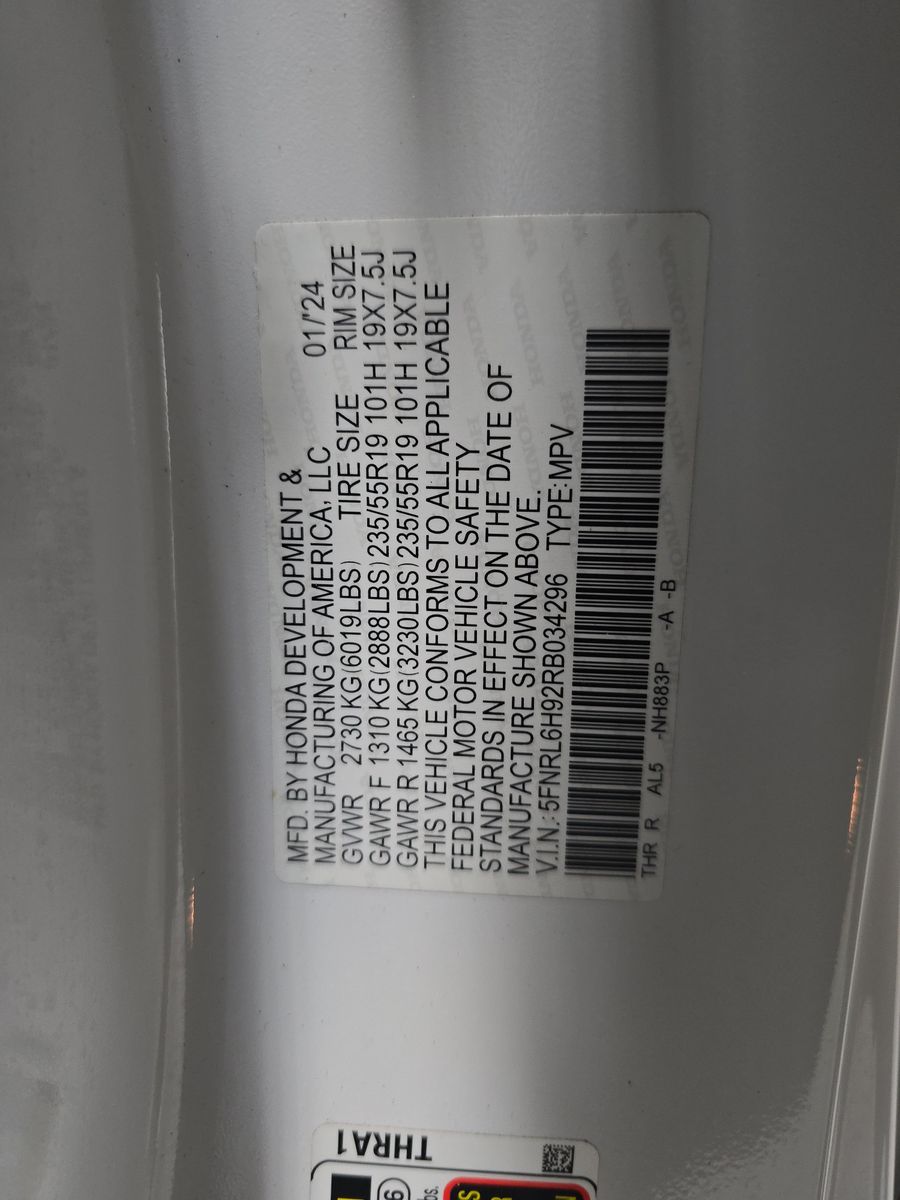 MFD. BY HONDA DEVELOPMENT &
MANUFACTURING OF AMERICA, LLC 01/'24
GVWR 2730 KG(6019LBS) TIRE SIZE RIM SIZE
GAWR F 1310 KG(2888LBS) 235/55R19 101H 19X7.5J
GAWR R 1465 KG(3230LBS) 235/55R19 101H 19X7.5J
THIS VEHICLE CONFORMS TO ALL APPLICABLE
FEDERAL MOTOR VEHICLE SAFETY
STANDARDS IN EFFECT ON THE DATE OF
MANUFACTURE SHOWN ABOVE.
V.I.N.: 5FNRL6H92RB034296 TYPE:MPV
THR R AL5 -NH883P -A -B
THRA1